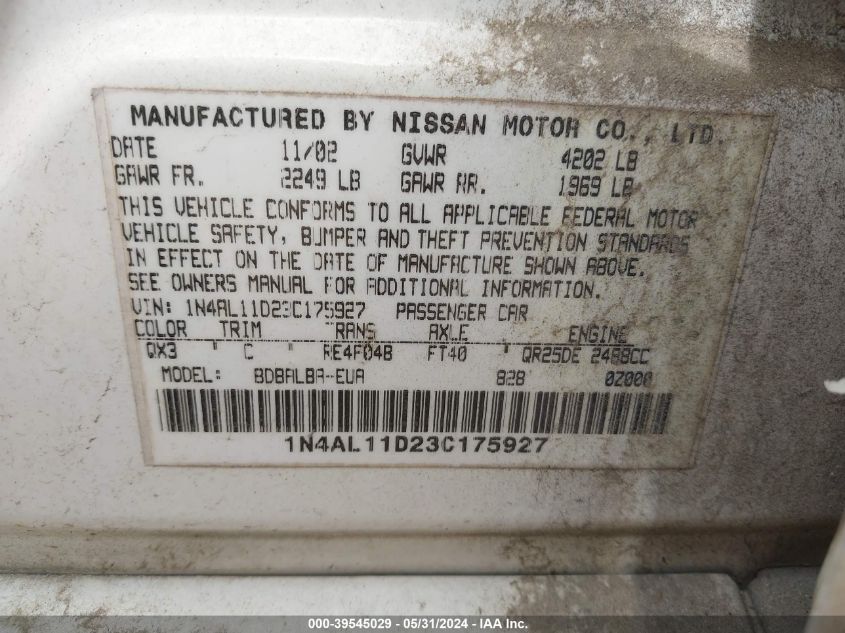 MANUFACTURED BY NISSAN MOTOR CO., LTD.
DATE 11/02 GVWR 4202 LB
GAWR FR. 2249 LB GAWR RR. 1969 LB
THIS VEHICLE CONFORMS TO ALL APPLICABLE FEDERAL MOTOR
VEHICLE SAFETY, BUMPER AND THEFT PREVENTION STANDARDS
IN EFFECT ON THE DATE OF MANUFACTURE SHOWN ABOVE.
SEE OWNERS MANUAL FOR ADDITIONAL INFORMATION.
VIN: 1N4AL11D23C175927 PASSENGER CAR
COLOR TRIM TRANS AXLE ENGINE
QX3 C RE4F04B FT40 QR25DE 2488CC
MODEL: BDBALBA-EUA
1N4AL11D23C175927
000-39545029 - 05/31/2024 - IAA Inc.